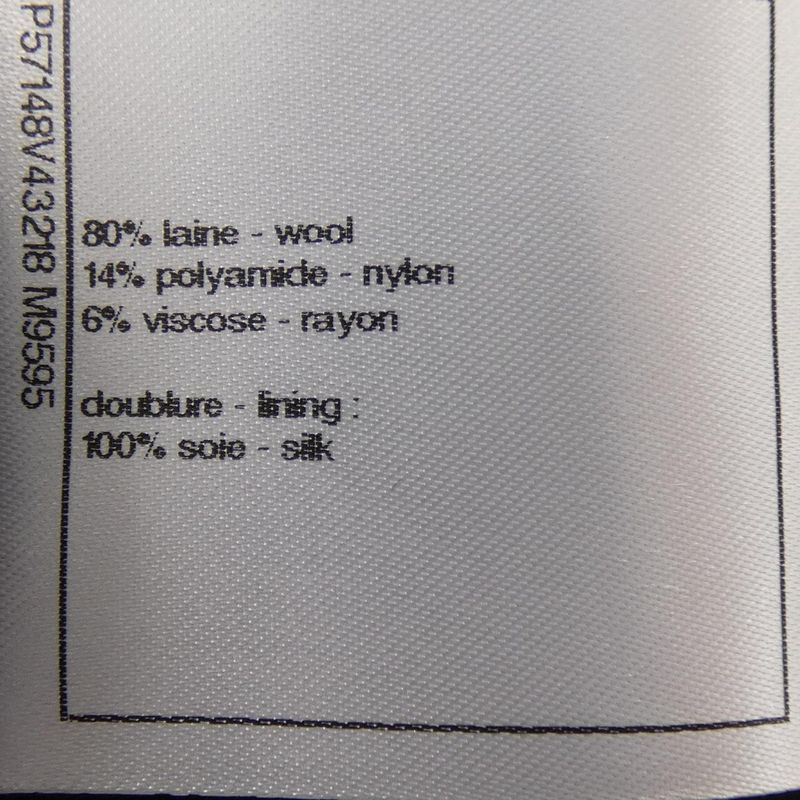 P57148V43218 M9595
80% laine - wool
14% polyamide - nylon
6% viscose - rayon
doublure - lining :
100% soie - silk